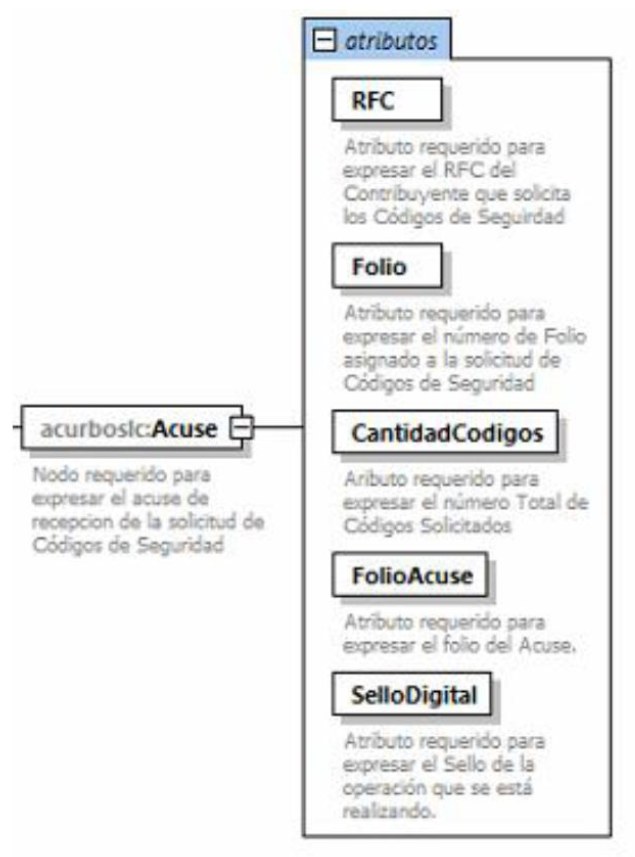 atributos
RFC
Atributo requerido para
expresar el RFC del
Contribuyente que solicita
los Códigos de Seguirdad
Folio
Atributo requerido para
expresar el número de Folio
asignado a la solicitud de
Códigos de Seguridad
acurboslc:Acuse
Nodo requerido para
expresar el acuse de
recepcion de la solicitud de
Códigos de Seguridad
CantidadCodigos
Aributo requerido para
expresar el número Total de
Códigos Solicitados
FolioAcuse
Atributo requerido para
expresar el folio del Acuse.
SelloDigital
Atributo requerido para
expresar el Sello de la
operación que se está
realizando.